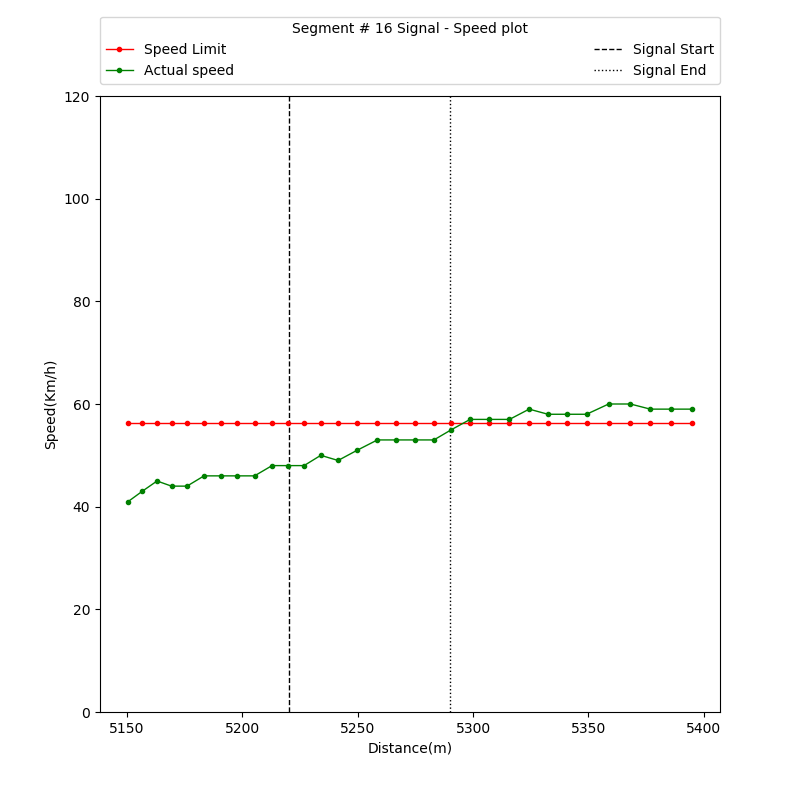 Segment # 16 Signal - Speed plot
Speed Limit
Actual speed
Signal Start
Signal End
120
100
80
60
40
20
0
Speed(Km/h)
5150 5200 5250 5300 5350 5400
Distance(m)